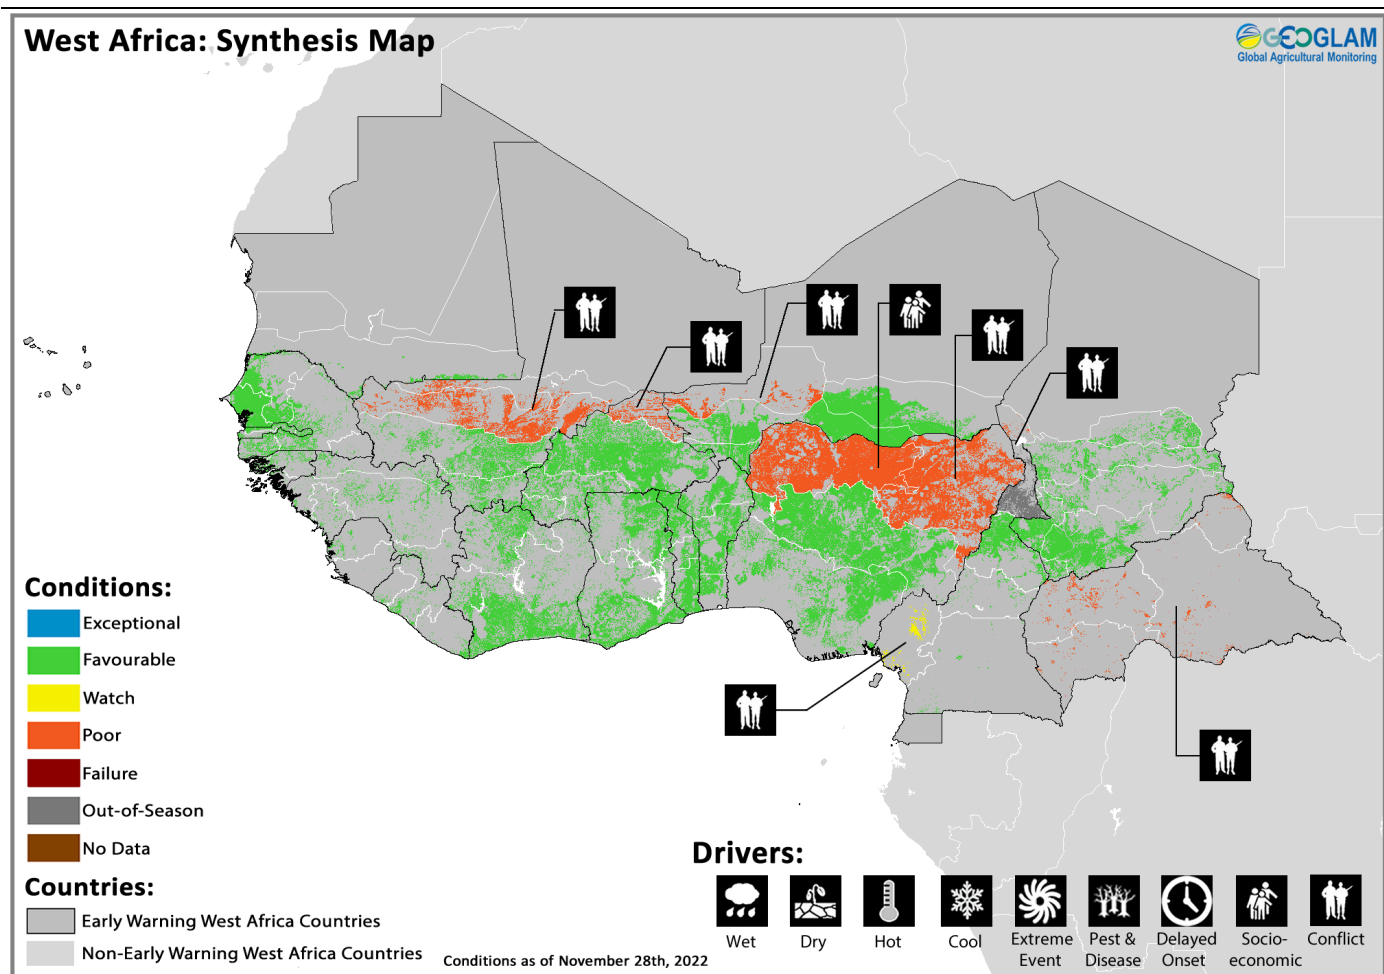 West Africa: Synthesis Map
GEOGLAM
Global Agricultural Monitoring
Conditions:
Exceptional
Favourable
Watch
Poor
Failure
Out-of-Season
No Data
Countries:
Early Warning West Africa Countries
Non-Early Warning West Africa Countries
Conditions as of November 28th, 2022
Drivers:
Wet
Dry
Hot
Cool
Extreme
Event
Pest &
Disease
Delayed
Onset
Socio-
economic
Conflict